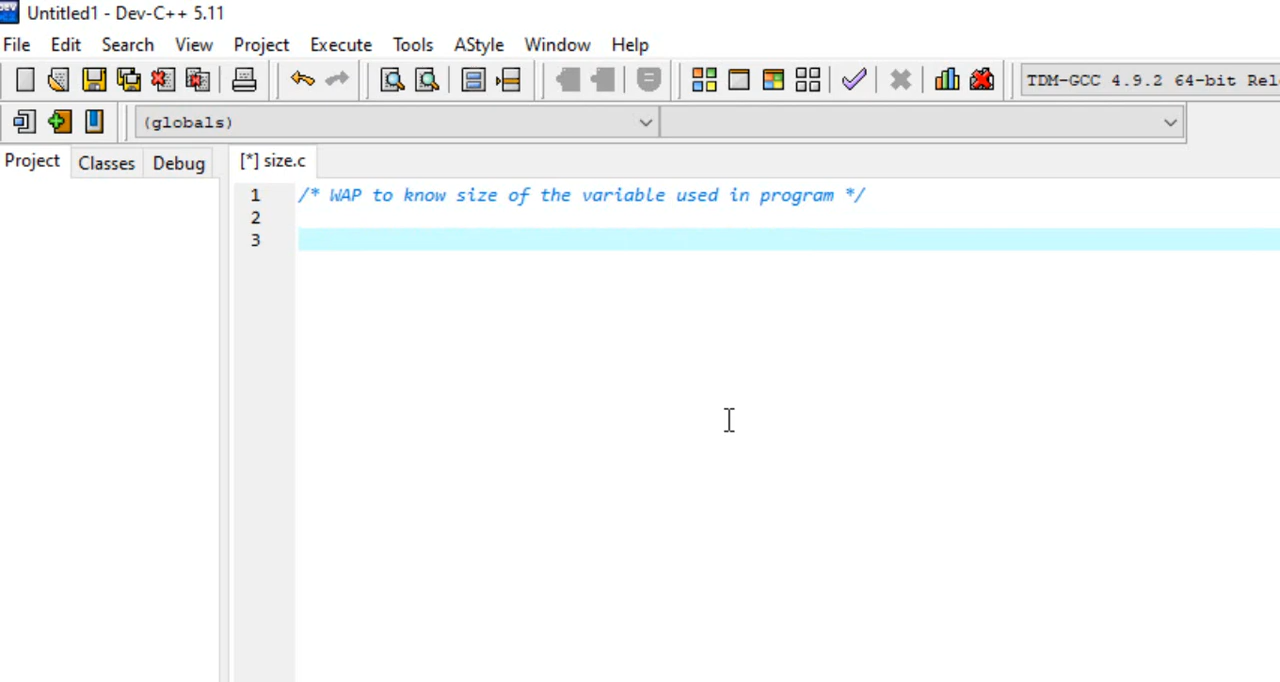 Untitled1 - Dev-C++ 5.11
File Edit Search View Project Execute Tools AStyle Window Help
TDM-GCC 4.9.2 64-bit Rel
(globals)
Project Classes Debug [*] size.c
1 /* WAP to know size of the variable used in program */
2
3